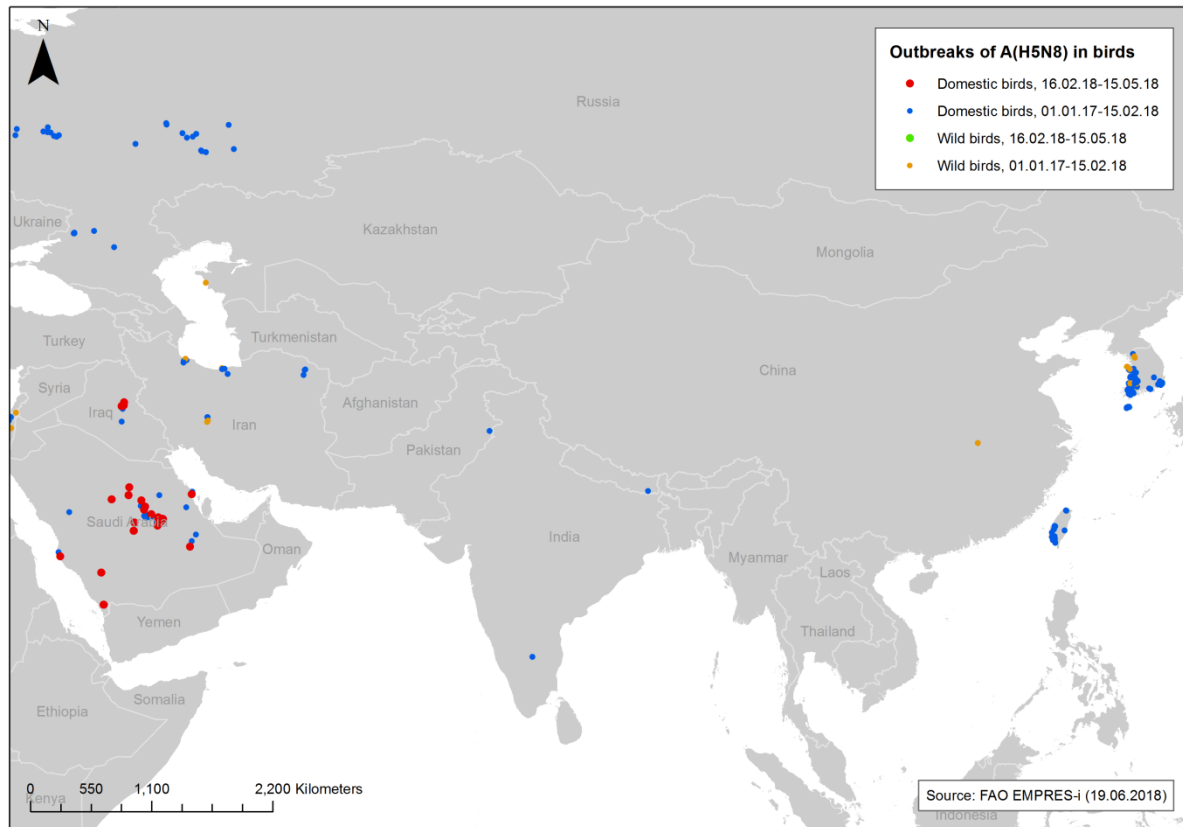 N
Outbreaks of A(H5N8) in birds
Domestic birds, 16.02.18-15.05.18
Domestic birds, 01.01.17-15.02.18
Wild birds, 16.02.18-15.05.18
Wild birds, 01.01.17-15.02.18
Russia
Ukraine
Kazakhstan
Mongolia
Turkey
Turkmenistan
China
Syria
Afghanistan
Iraq
Iran
Pakistan
Saudi Arabia
India
Oman
Myanmar
Laos
Yemen
Thailand
Somalia
Ethiopia
0 550 1,100 2,200 Kilometers
Kenya
Source: FAO EMPRES-i (19.06.2018)
Indonesia